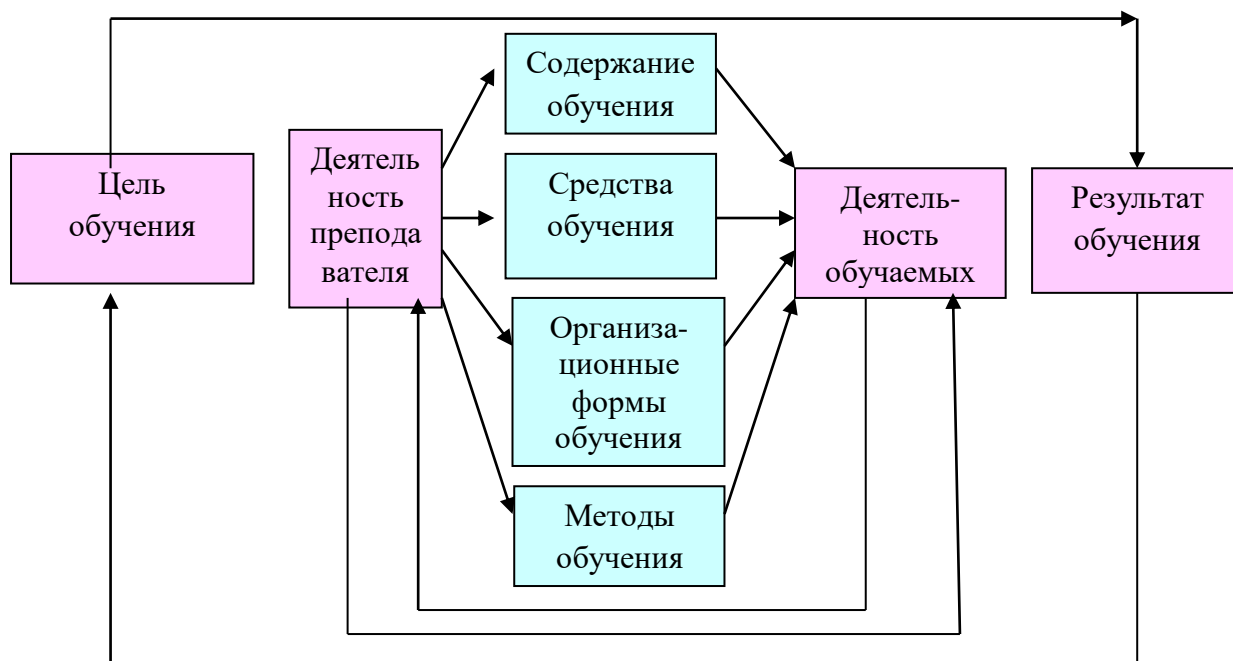 Цель
обучения
Деятель
ность
препода
вателя
Содержание
обучения
Средства
обучения
Организа-
ционные
формы
обучения
Методы
обучения
Деятель-
ность
обучаемых
Результат
обучения